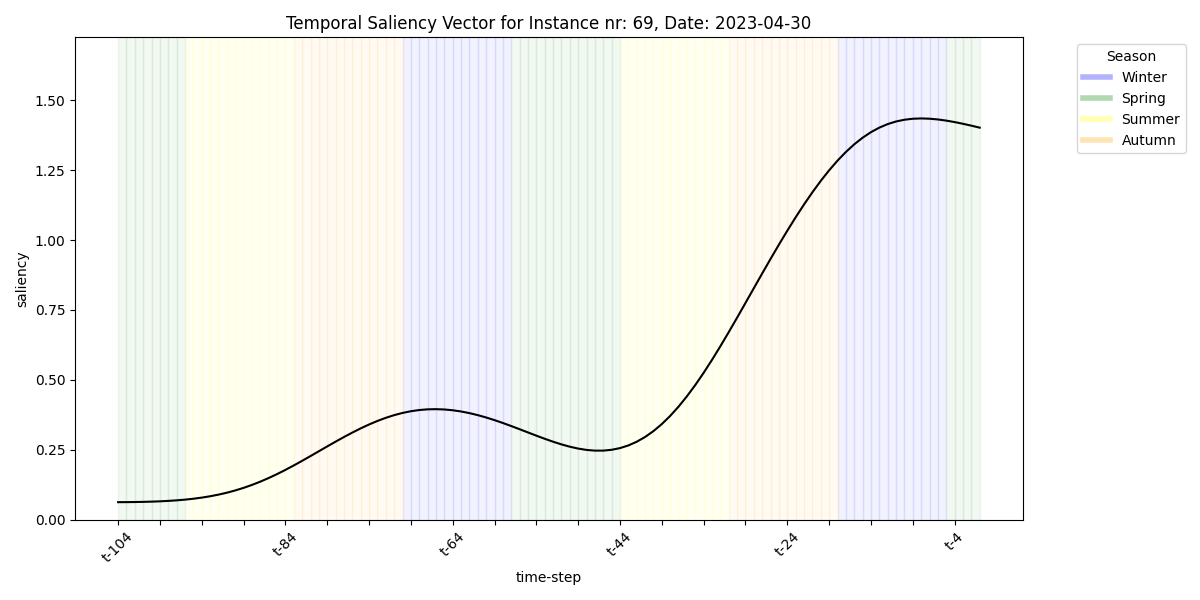 Temporal Saliency Vector for Instance nr: 69, Date: 2023-04-30
Season
Winter
Spring
Summer
Autumn
saliency
1.50
1.25
1.00
0.75
0.50
0.25
0.00
t-104
t-84
t-64
t-44
t-24
t-4
time-step